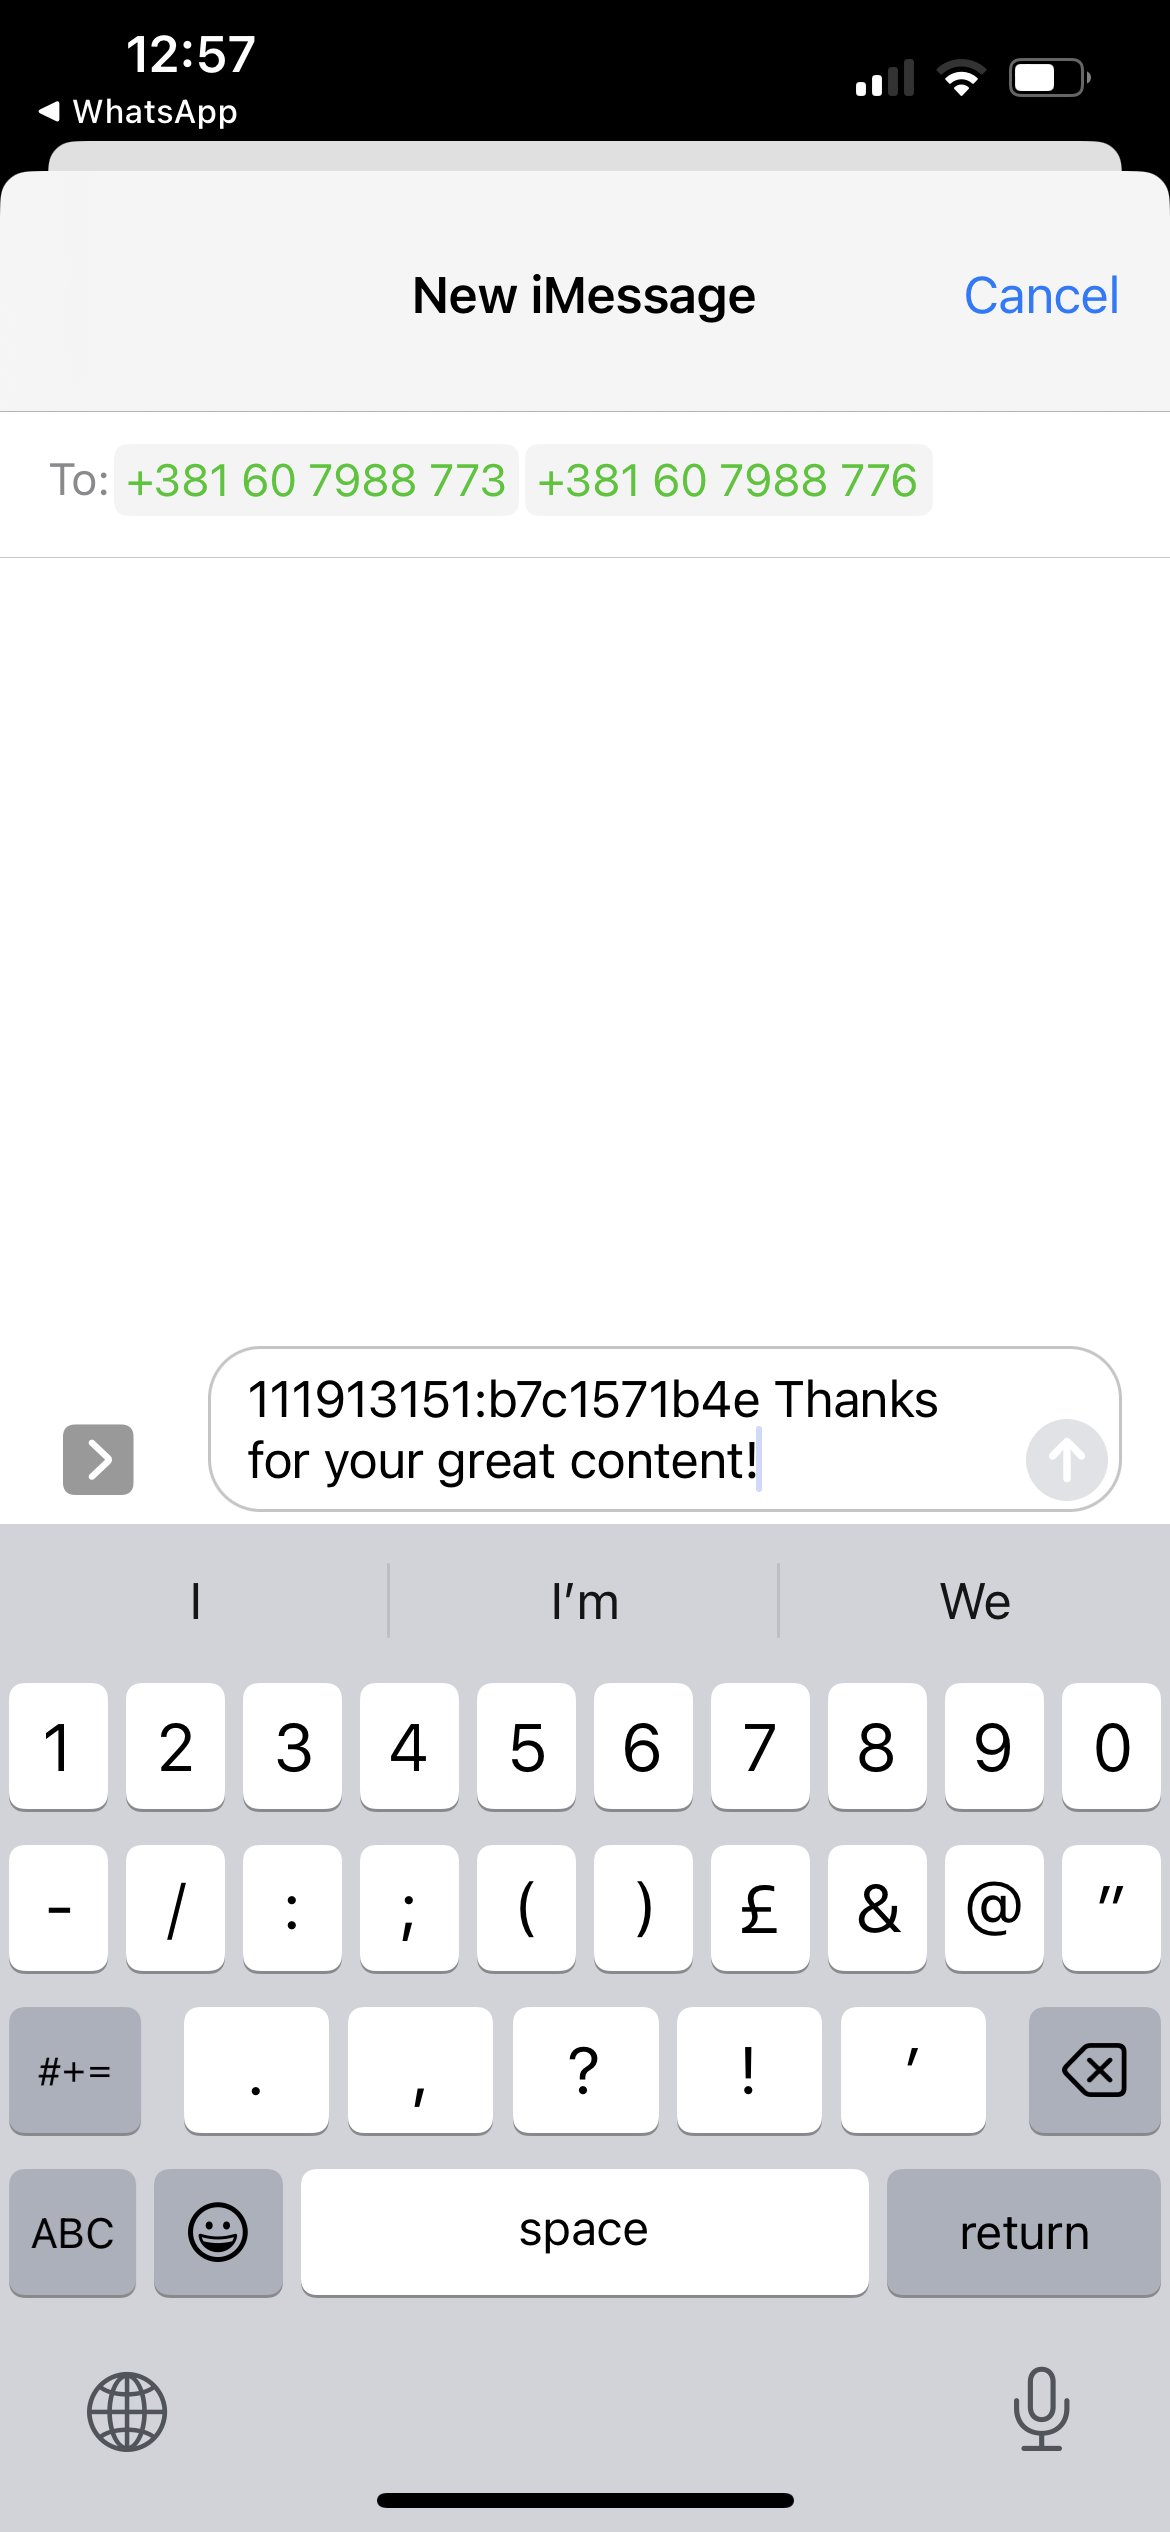 12:57
WhatsApp
New iMessage
Cancel
To: +381 60 7988 773 +381 60 7988 776
111913151:b7c1571b4e Thanks
for your great content!
I I’m We
1 2 3 4 5 6 7 8 9 0
- / : ; ( ) £ & @ "
#+= . , ? ! ’
ABC space return